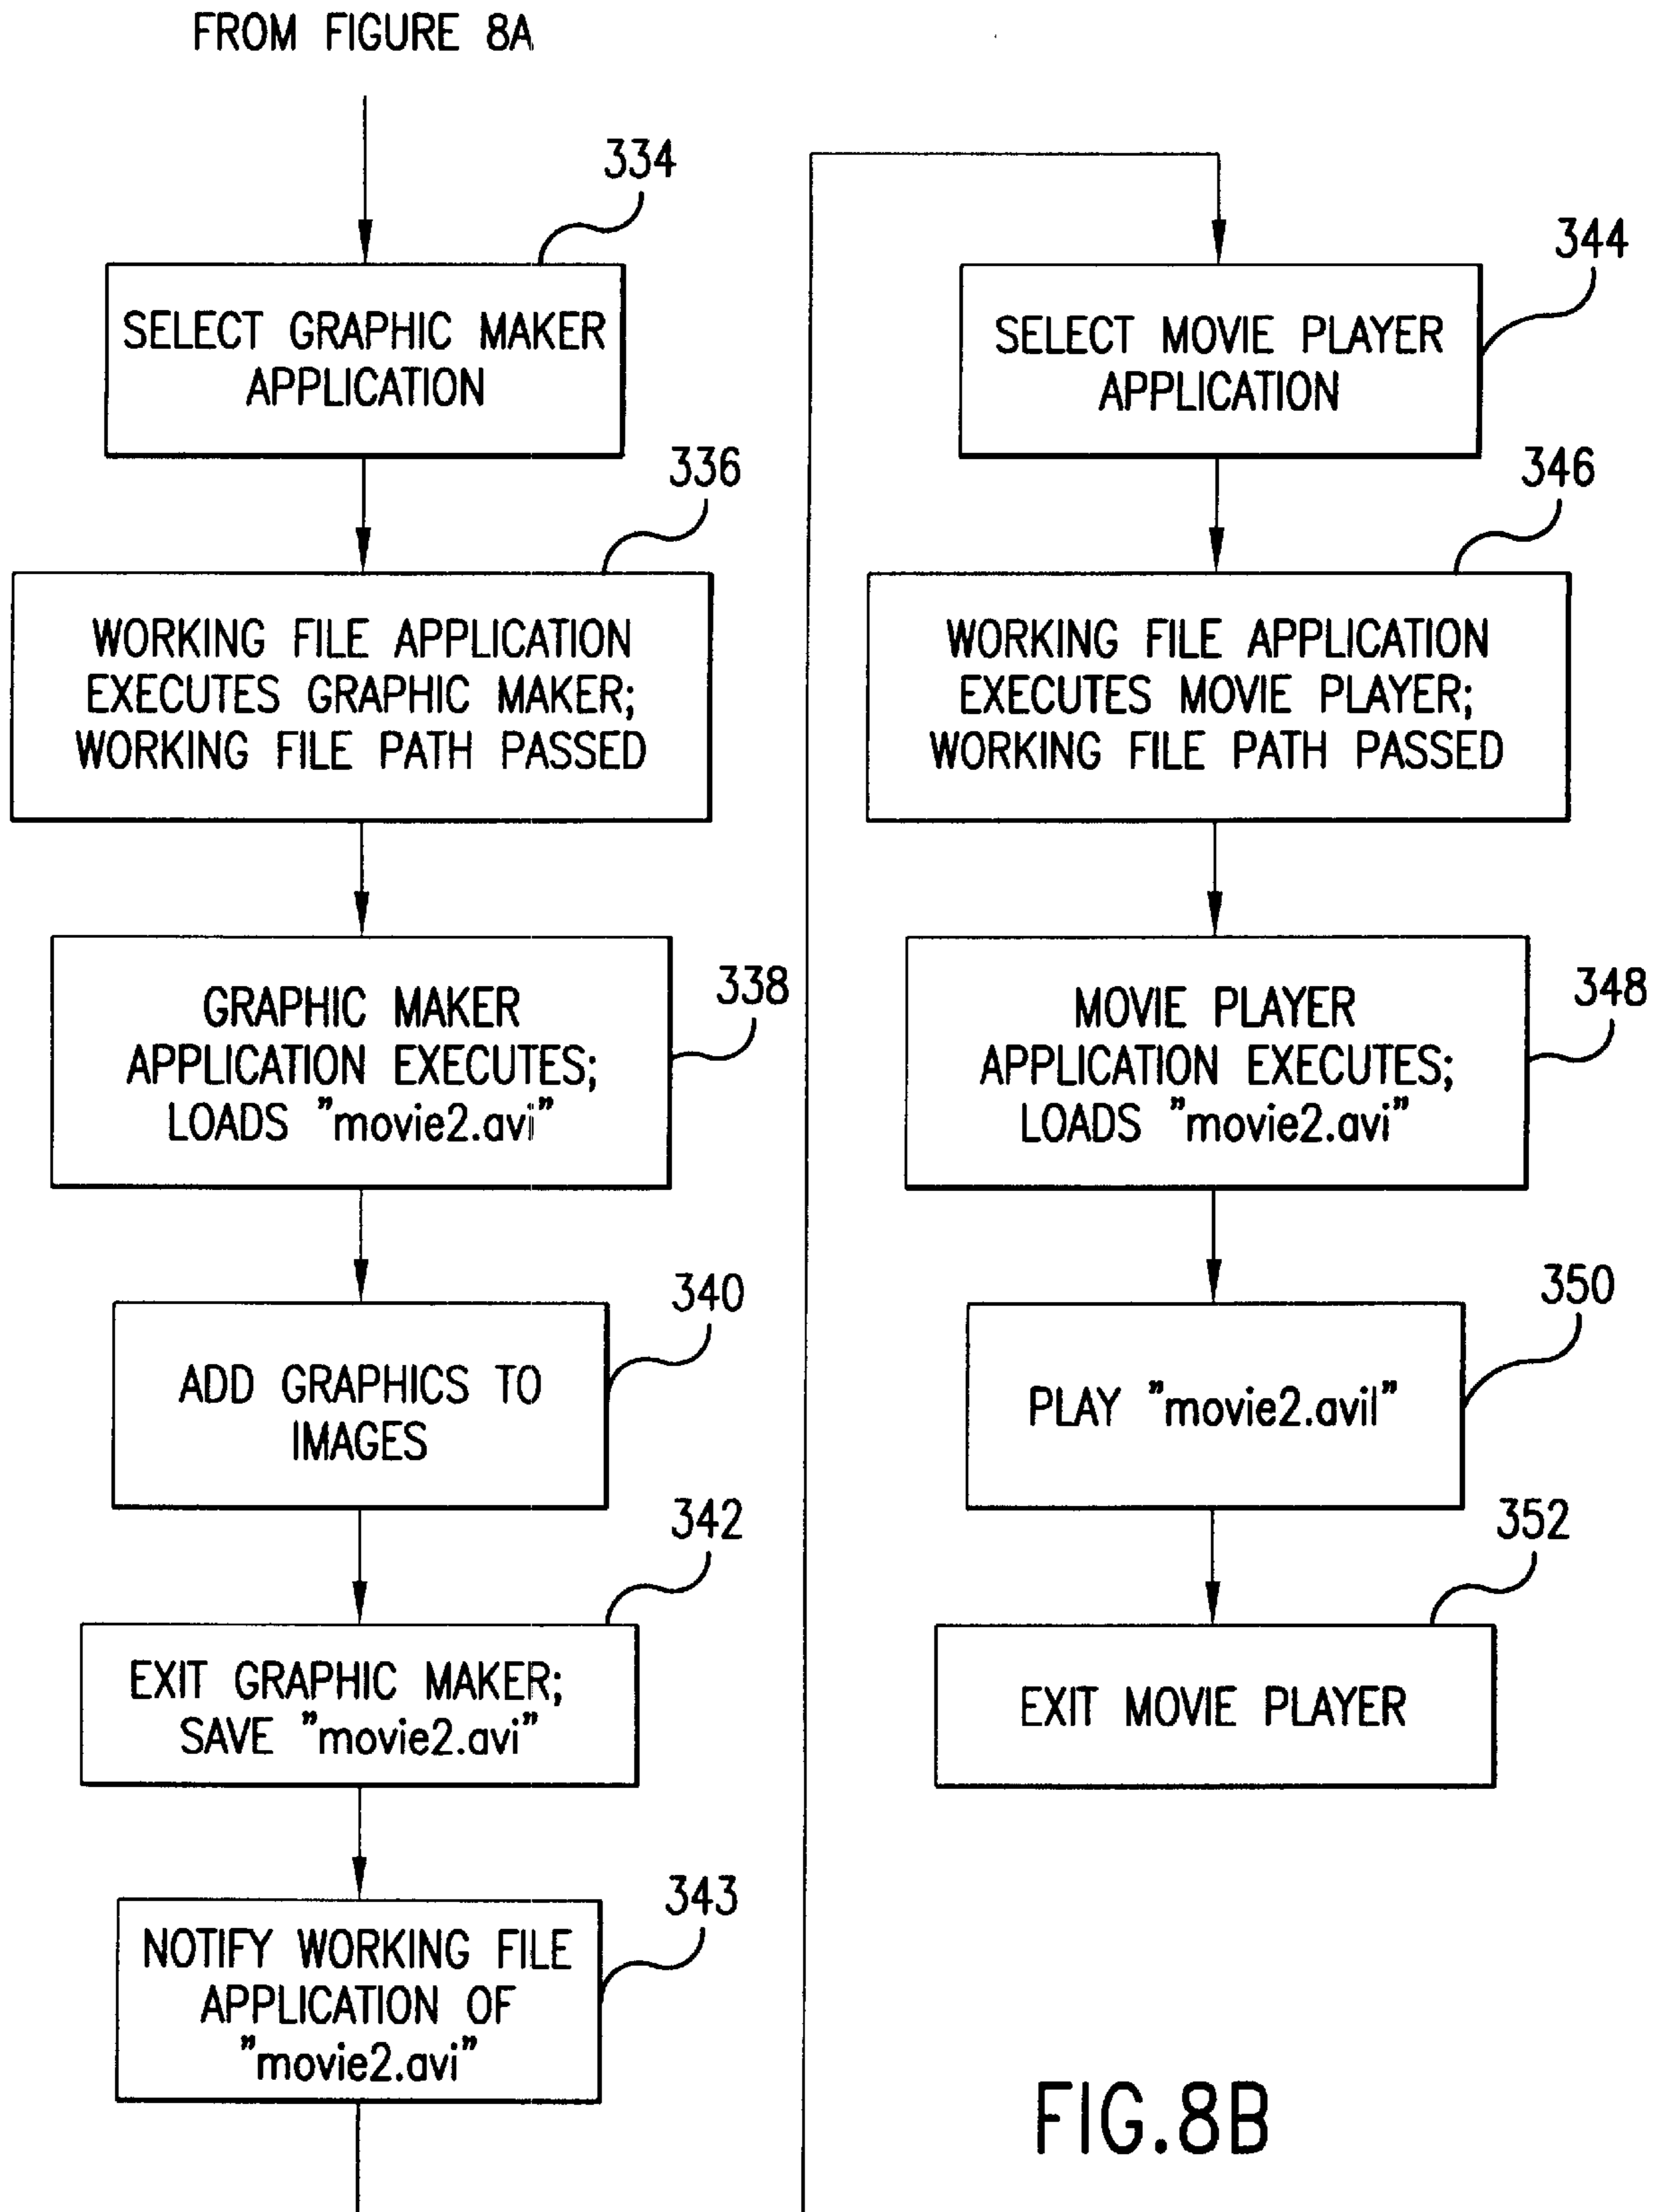 FROM FIGURE 8A
334
SELECT GRAPHIC MAKER
APPLICATION
336
WORKING FILE APPLICATION
EXECUTES GRAPHIC MAKER;
WORKING FILE PATH PASSED
338
GRAPHIC MAKER
APPLICATION EXECUTES;
LOADS "movie2.avi"
340
ADD GRAPHICS TO
IMAGES
342
EXIT GRAPHIC MAKER;
SAVE "movie2.avi"
343
NOTIFY WORKING FILE
APPLICATION OF
"movie2.avi"
344
SELECT MOVIE PLAYER
APPLICATION
346
WORKING FILE APPLICATION
EXECUTES MOVIE PLAYER;
WORKING FILE PATH PASSED
348
MOVIE PLAYER
APPLICATION EXECUTES;
LOADS "movie2.avi"
350
PLAY "movie2.avil"
352
EXIT MOVIE PLAYER
FIG.8B